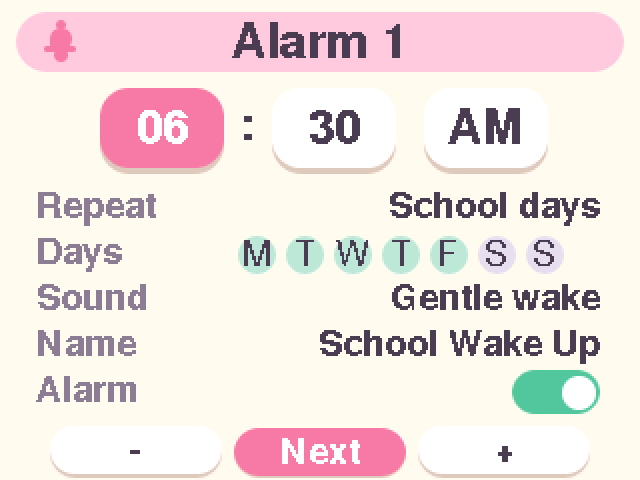 Alarm 1
06 : 30 AM
Repeat School days
Days M T W T F S S
Sound Gentle wake
Name School Wake Up
Alarm
- Next +